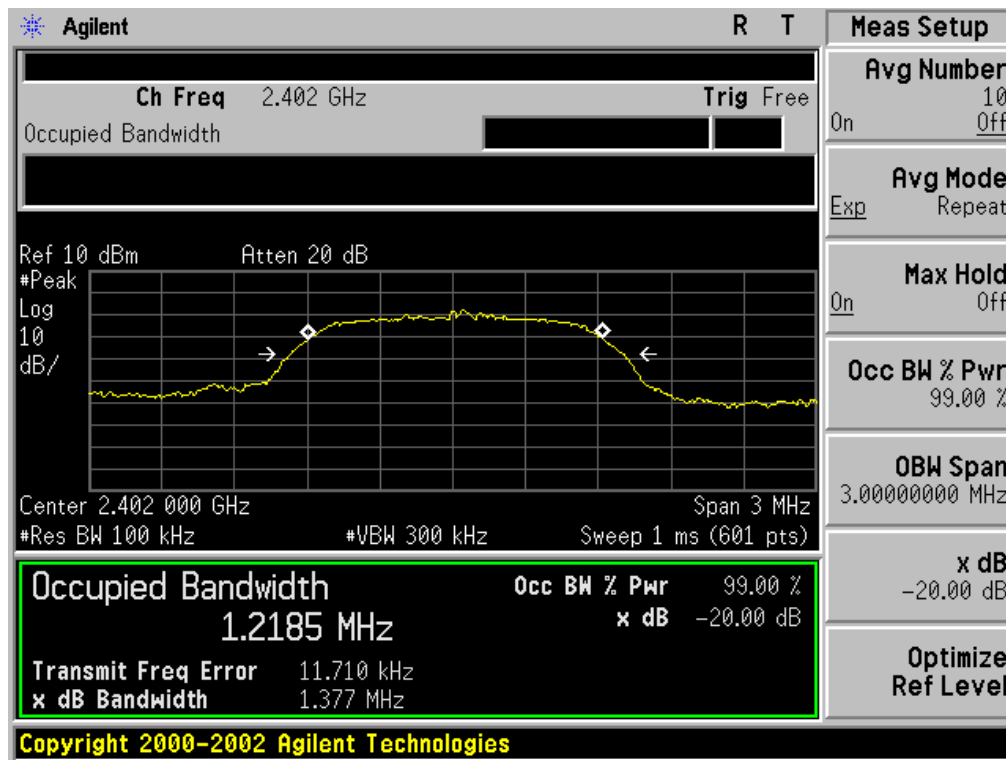 Agilent R T
Ch Freq 2.402 GHz Trig Free
Occupied Bandwidth
Ref 10 dBm Atten 20 dB
#Peak
Log
10
dB/
Center 2.402 000 GHz Span 3 MHz
#Res BW 100 kHz #VBW 300 kHz Sweep 1 ms (601 pts)
Occupied Bandwidth Occ BW % Pwr 99.00 %
1.2185 MHz x dB -20.00 dB
Transmit Freq Error 11.710 kHz
x dB Bandwidth 1.377 MHz
Copyright 2000-2002 Agilent Technologies
Meas Setup
Avg Number
10
On Off
Avg Mode
Exp Repeat
Max Hold
On Off
Occ BW % Pwr
99.00 %
OBW Span
3.00000000 MHz
x dB
-20.00 dB
Optimize
Ref Level